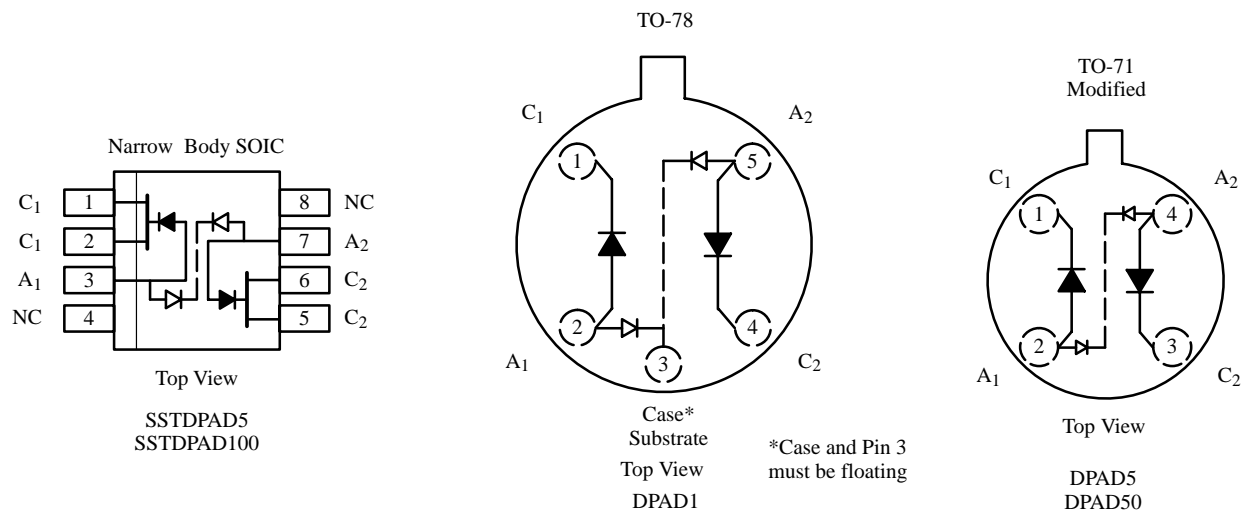 Narrow Body SOIC
C1 1 8 NC
C1 2 7 A2
A1 3 6 C2
NC 4 5 C2
Top View
SSTDPAD5
SSTDPAD100
TO-78
C1 A2
1 5
2 4
3
A1 C2
Case*
Substrate
Top View
DPAD1
*Case and Pin 3
must be floating
TO-71
Modified
C1 A2
1 4
2 3
A1 C2
Top View
DPAD5
DPAD50